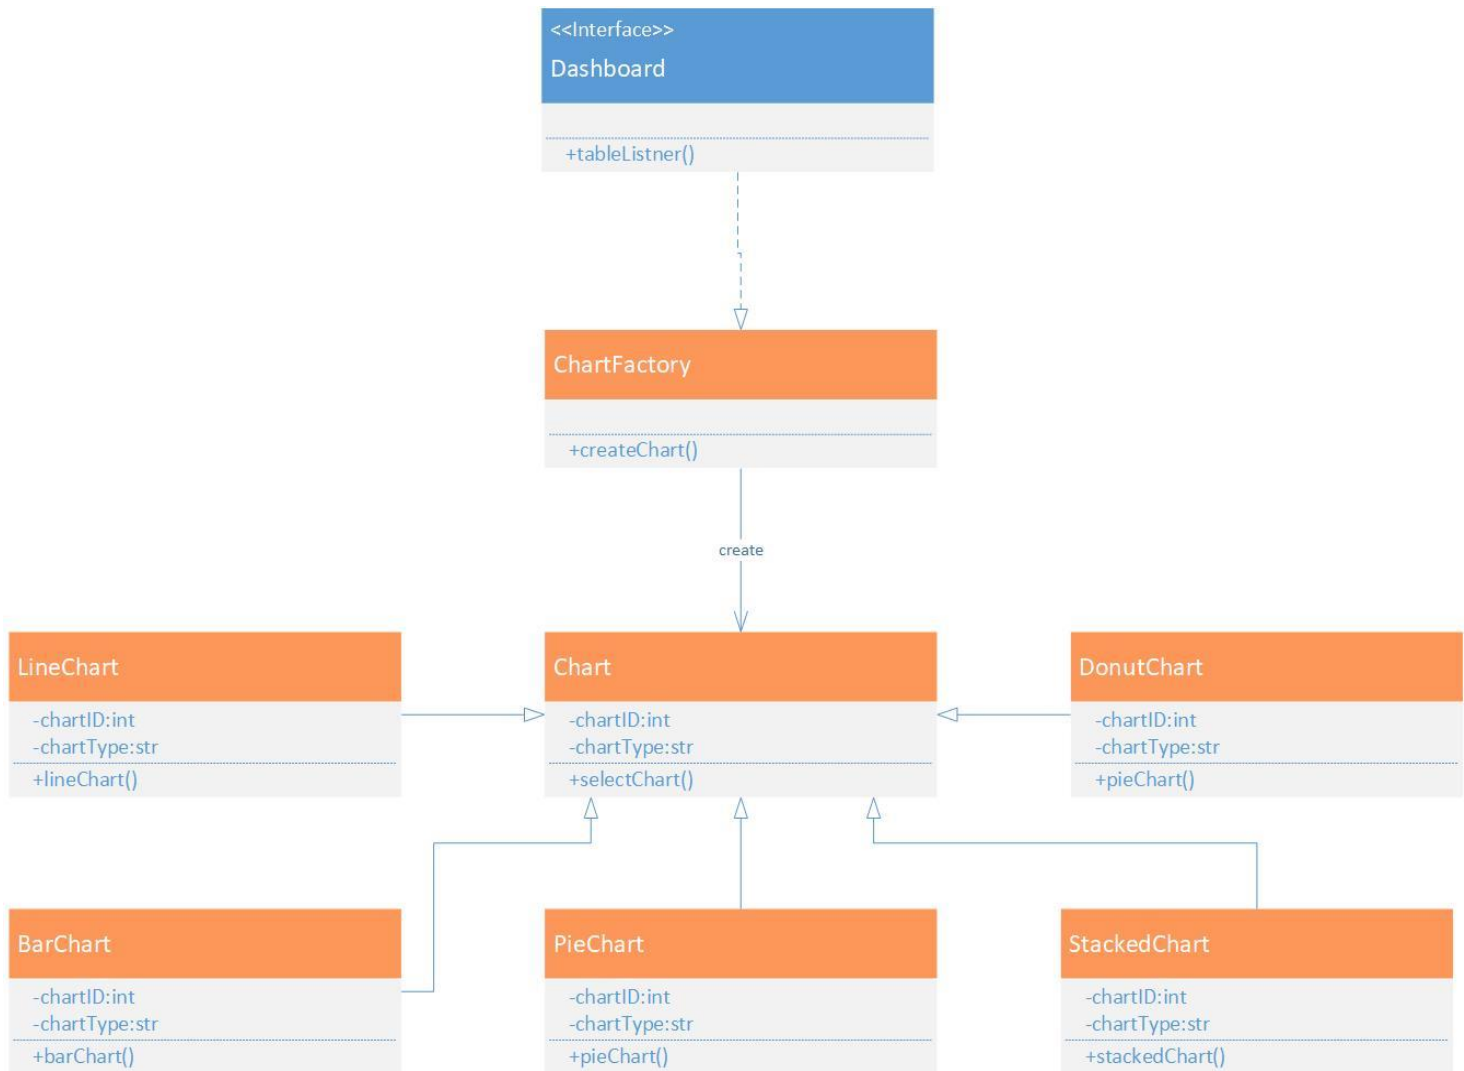 <<Interface>>
Dashboard
+tableListner()
ChartFactory
+createChart()
create
LineChart
-chartID:int
-chartType:str
+lineChart()
Chart
-chartID:int
-chartType:str
+selectChart()
DonutChart
-chartID:int
-chartType:str
+pieChart()
BarChart
-chartID:int
-chartType:str
+barChart()
PieChart
-chartID:int
-chartType:str
+pieChart()
StackedChart
-chartID:int
-chartType:str
+stackedChart()